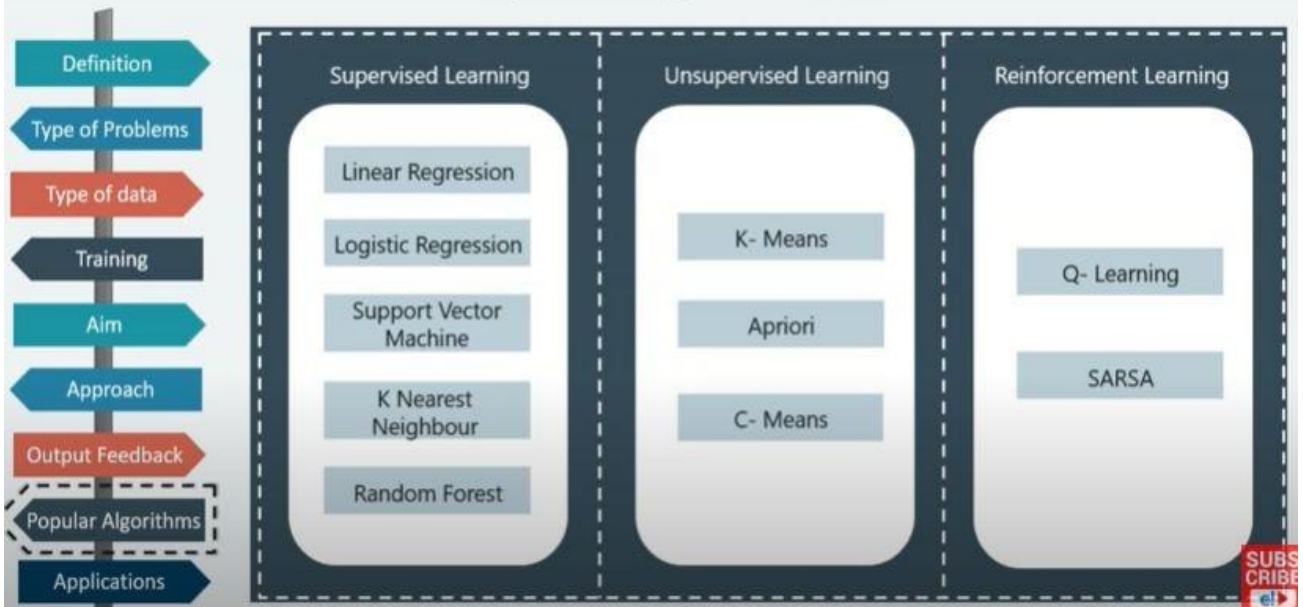 Definition
Type of Problems
Type of data
Training
Aim
Approach
Output Feedback
Popular Algorithms
Applications
Supervised Learning
Linear Regression
Logistic Regression
Support Vector
Machine
K Nearest
Neighbour
Random Forest
Unsupervised Learning
K- Means
Apriori
C- Means
Reinforcement Learning
Q- Learning
SARSA
SUBS
CRIBE
e!